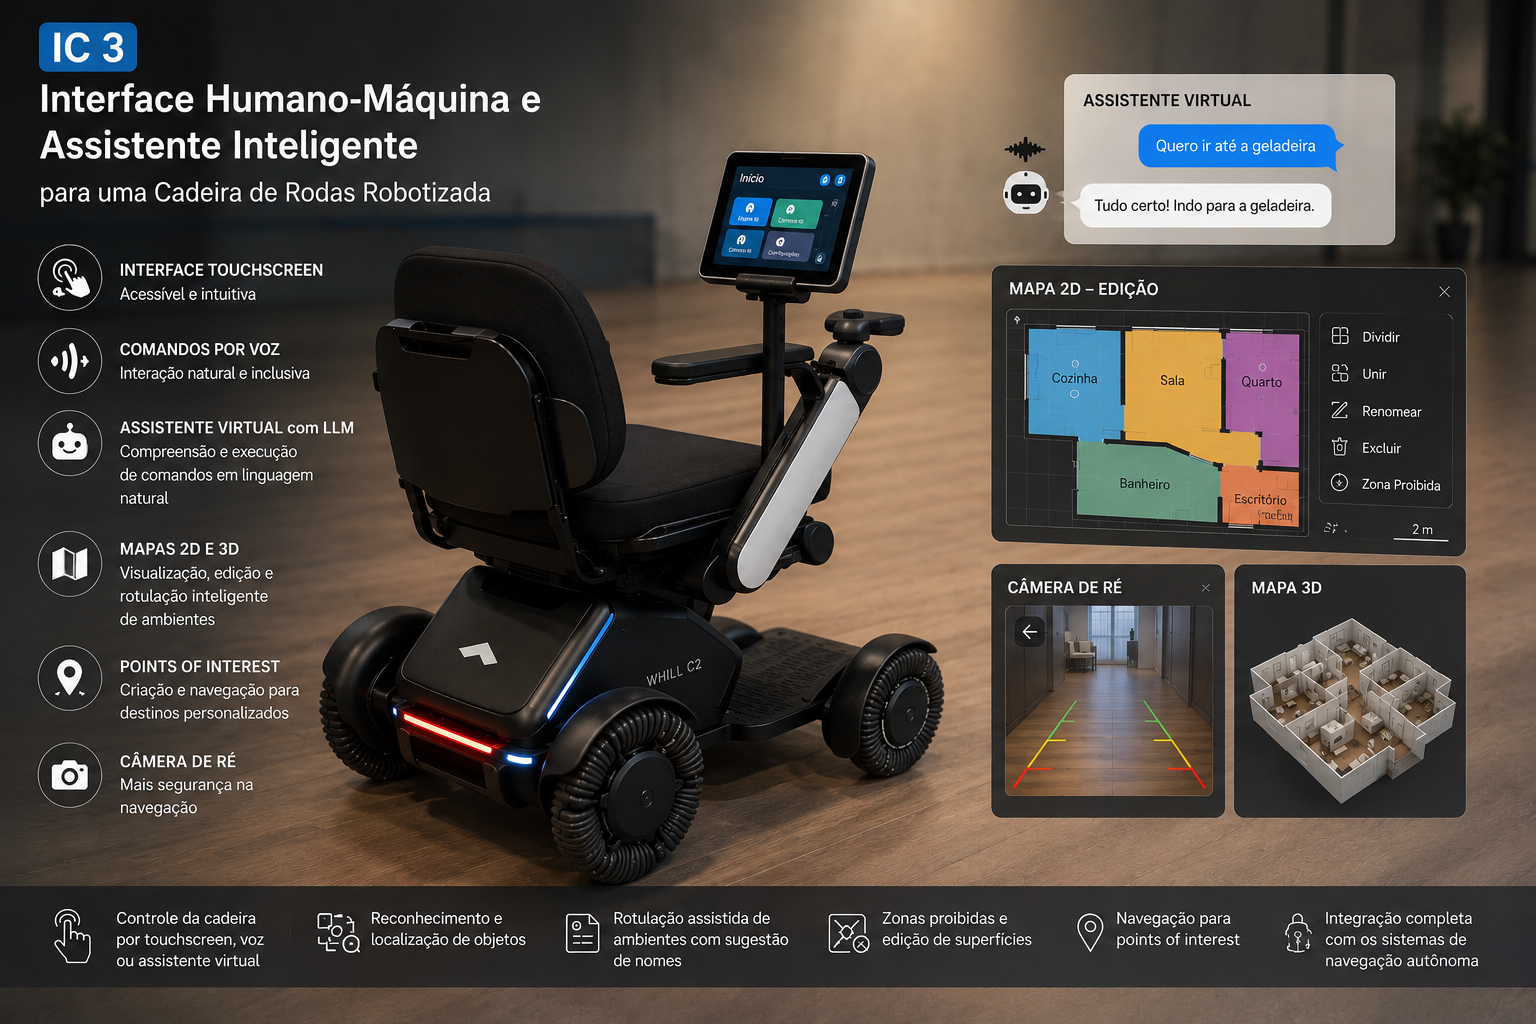 IC 3
Interface Humano-Máquina e
Assistente Inteligente
para uma Cadeira de Rodas Robotizada
INTERFACE TOUCHSCREEN
Acessível e intuitiva
COMANDOS POR VOZ
Interação natural e inclusiva
ASSISTENTE VIRTUAL com LLM
Compreensão e execução
de comandos em linguagem
natural
MAPAS 2D E 3D
Visualização, edição e
rotulação inteligente
de ambientes
POINTS OF INTEREST
Criação e navegação para
destinos personalizados
CÂMERA DE RÉ
Mais segurança na
navegação
Início
WHILL C2
ASSISTENTE VIRTUAL
Quero ir até a geladeira
Tudo certo! Indo para a geladeira.
MAPA 2D – EDIÇÃO
Cozinha
Sala
Quarto
Banheiro
Escritório
Dividir
Unir
Renomear
Excluir
Zona Proibida
2 m
CÂMERA DE RÉ
MAPA 3D
Controle da cadeira
por touchscreen, voz
ou assistente virtual
Reconhecimento e
localização de objetos
Rotulação assistida de
ambientes com sugestão
de nomes
Zonas proibidas e
edição de superfícies
Navegação para
points of interest
Integração completa
com os sistemas de
navegação autônoma